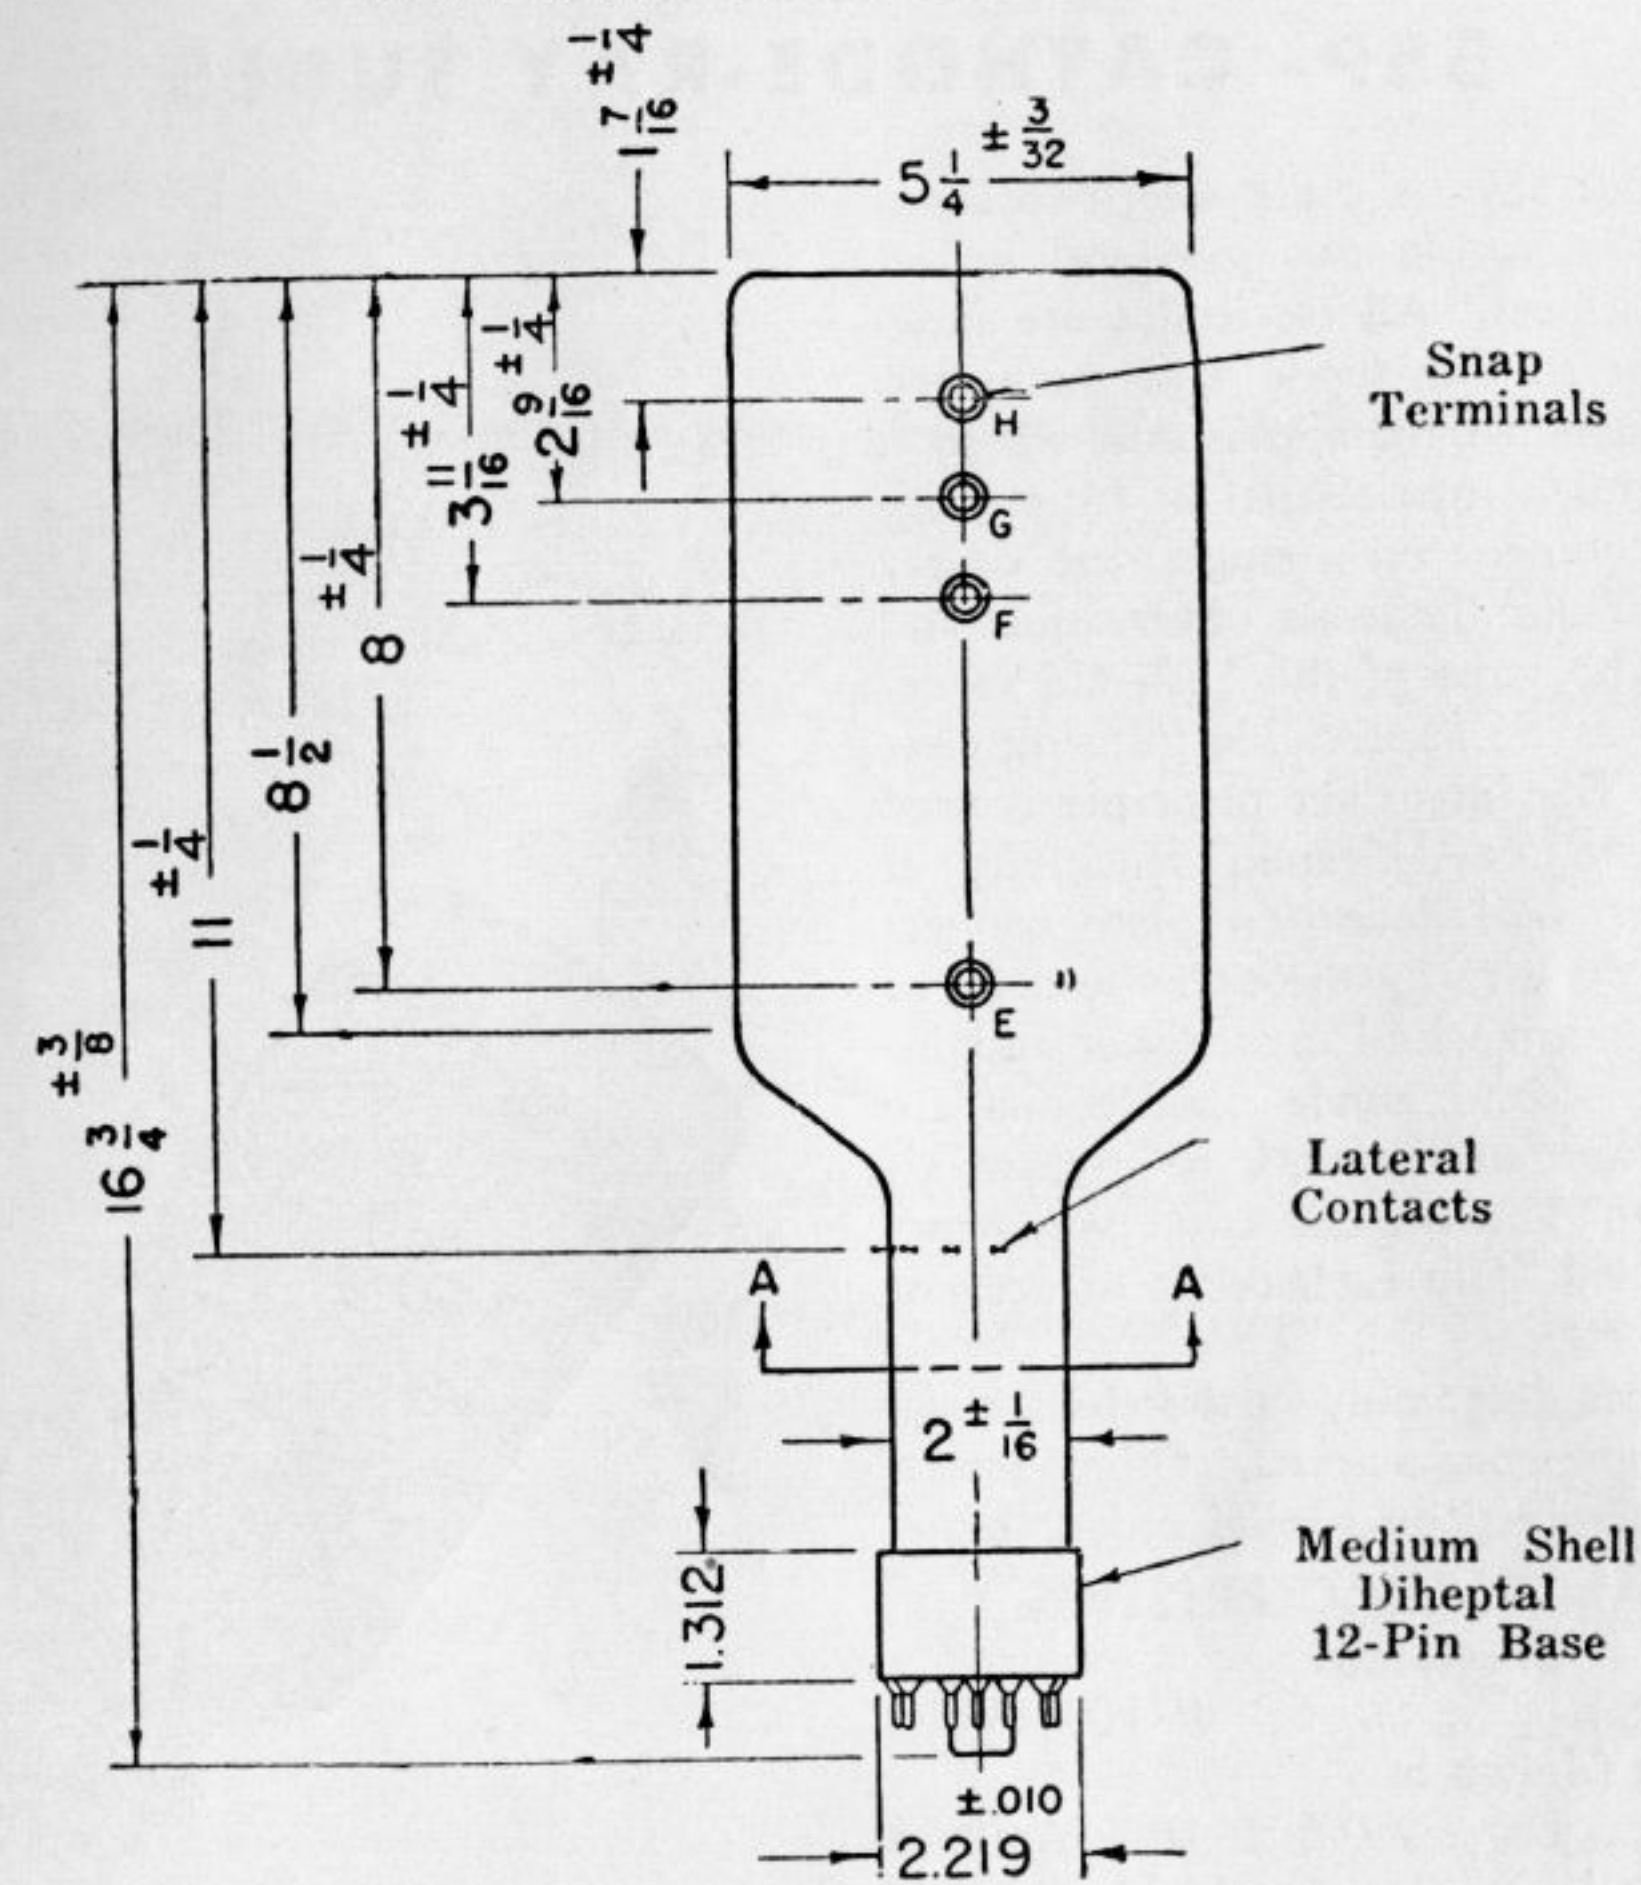 ± 1/4
1 7/16
± 3/32
5 1/4
± 1/4
2 9/16
± 1/4
3 11/16
± 1/4
8
8 1/2
± 1/4
11
± 3/8
16 3/4
Snap
Terminals
H
G
F
E
Lateral
Contacts
A
A
2 ± 1/16
1.312
Medium Shell
Diheptal
12-Pin Base
±.010
2.219